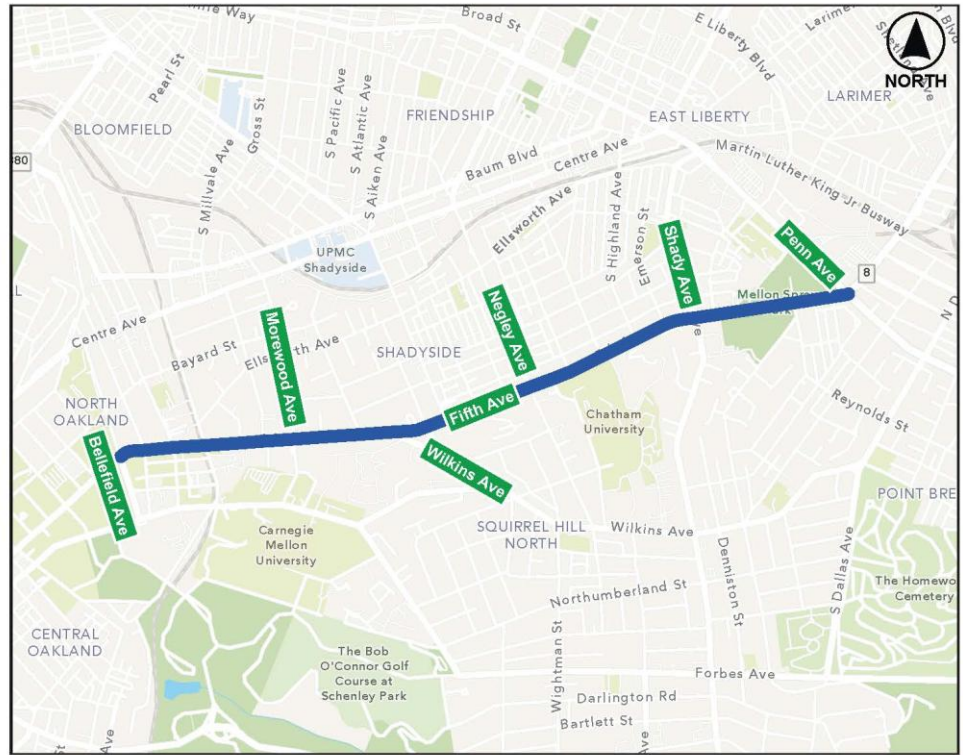 Way
Broad St
E Liberty Blvd
Larimer
NORTH
LARIMER
Pearl St
BLOOMFIELD
Gross St
S Pacific Ave
S Atlantic Ave
S Aiken Ave
FRIENDSHIP
EAST LIBERTY
Baum Blvd
Centre Ave
Martin Luther King Jr Busway
S Millvale Ave
Ellsworth Ave
S Highland Ave
Emerson St
UPMC
Shadyside
Shady Ave
Penn Ave
8
Centre Ave
Bayard St
Morewood Ave
SHADYSIDE
Negley Ave
Fifth Ave
NORTH
OAKLAND
Bellefield Ave
Wilkins Ave
Chatham
University
Reynolds St
Carnegie
Mellon
University
SQUIRREL HILL
NORTH
Wilkins Ave
Denniston St
S Dallas Ave
POINT BRE
The Homewo
Cemetery
Northumberland St
CENTRAL
OAKLAND
The Bob
O'Connor Golf
Course at
Schenley Park
Wightman St
Forbes Ave
Darlington Rd
Bartlett St